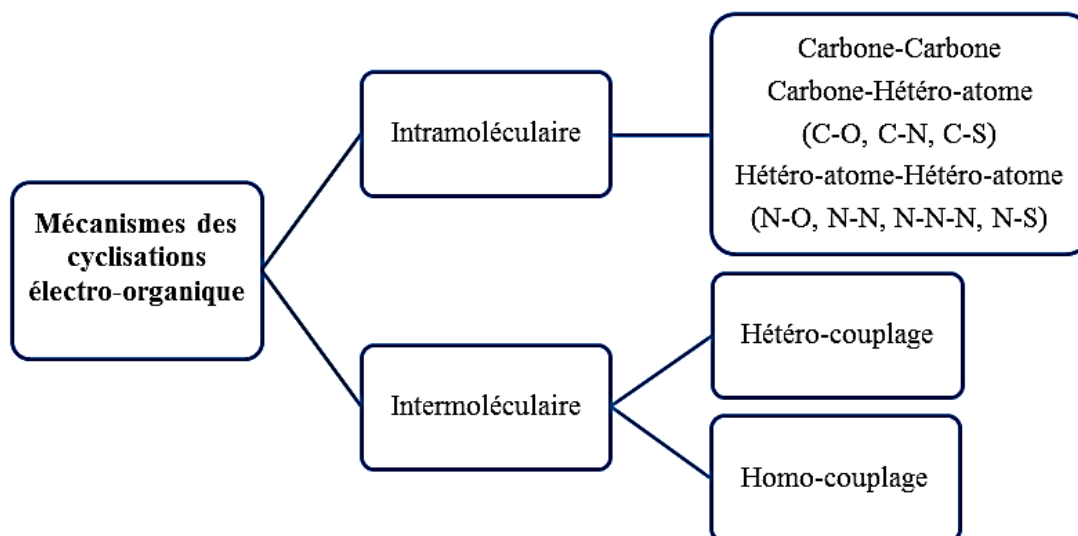 Mécanismes des
cyclisations
électro-organique
Intramoléculaire
Carbone-Carbone
Carbone-Hétéro-atome
(C-O, C-N, C-S)
Hétéro-atome-Hétéro-atome
(N-O, N-N, N-N-N, N-S)
Intermoléculaire
Hétéro-couplage
Homo-couplage